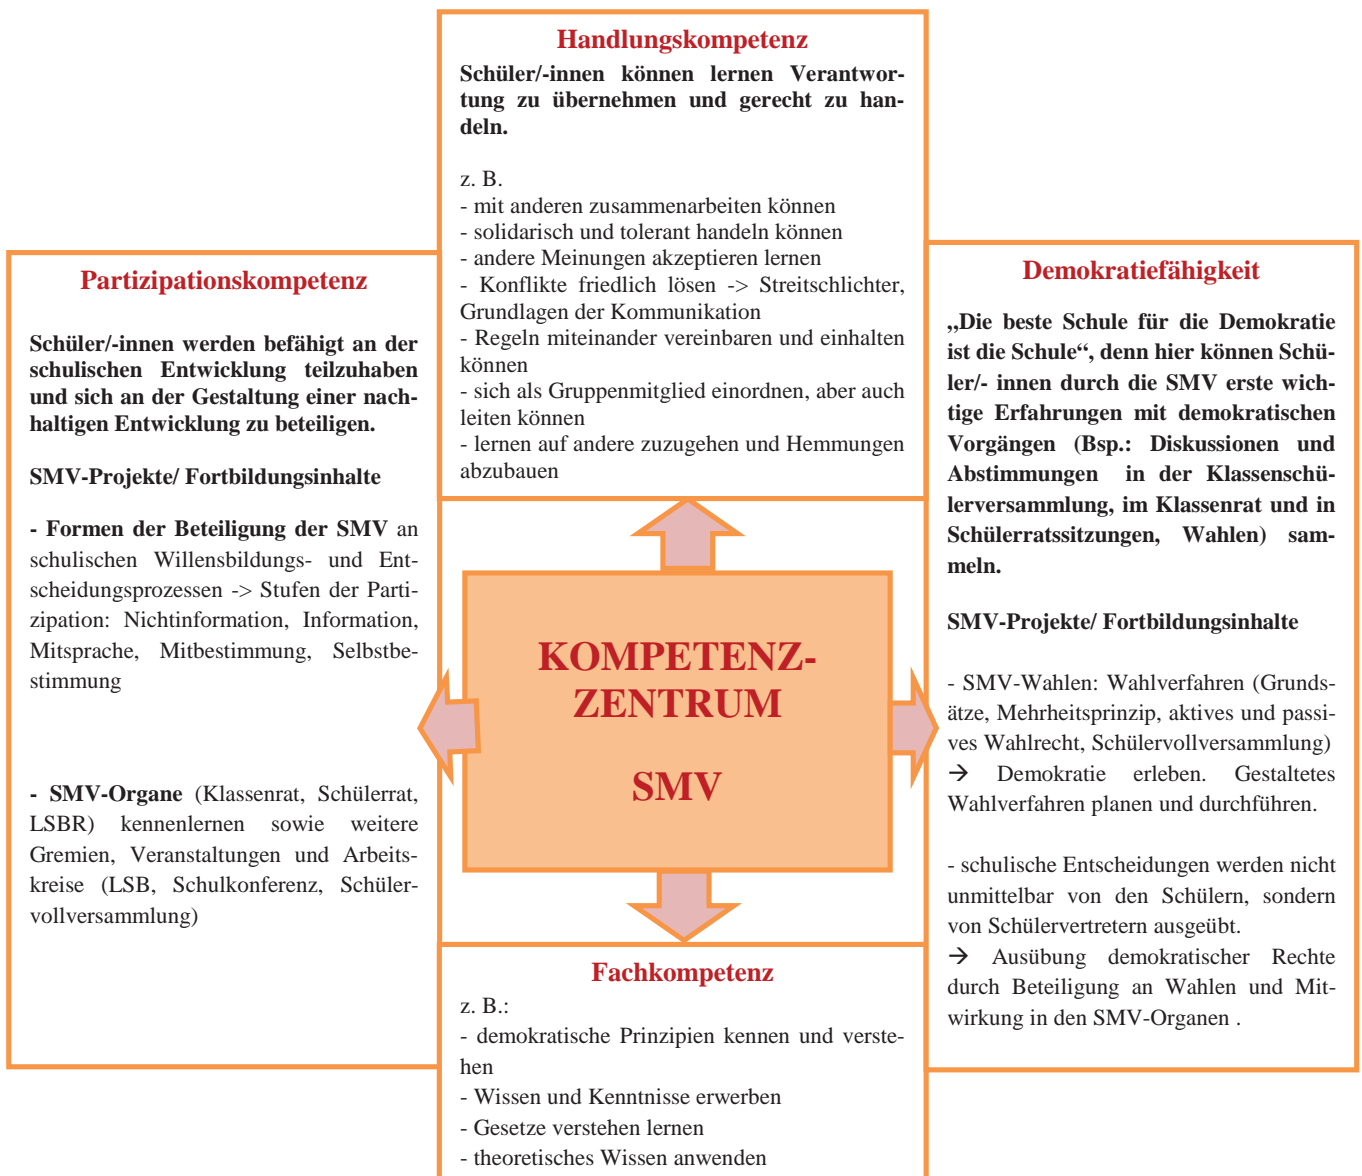 Handlungskompetenz
Schüler/-innen können lernen Verantwor-
tung zu übernehmen und gerecht zu han-
deln.
z. B.
- mit anderen zusammenarbeiten können
- solidarisch und tolerant handeln können
- andere Meinungen akzeptieren lernen
- Konflikte friedlich lösen -> Streitschlichter,
Grundlagen der Kommunikation
- Regeln miteinander vereinbaren und einhalten
können
- sich als Gruppenmitglied einordnen, aber auch
leiten können
- lernen auf andere zuzugehen und Hemmungen
abzubauen
Partizipationskompetenz
Schüler/-innen werden befähigt an der
schulischen Entwicklung teilzuhaben
und sich an der Gestaltung einer nach-
haltigen Entwicklung zu beteiligen.
SMV-Projekte/ Fortbildungsinhalte
- Formen der Beteiligung der SMV an
schulischen Willensbildungs- und Ent-
scheidungsprozessen -> Stufen der Parti-
zipation: Nichtinformation, Information,
Mitsprache, Mitbestimmung, Selbstbe-
stimmung
- SMV-Organe (Klassenrat, Schülerrat,
LSBR) kennenlernen sowie weitere
Gremien, Veranstaltungen und Arbeits-
kreise (LSB, Schulkonferenz, Schüler-
vollversammlung)
KOMPETENZ-
ZENTRUM
SMV
Demokratiefähigkeit
„Die beste Schule für die Demokratie
ist die Schule“, denn hier können Schü-
ler/- innen durch die SMV erste wich-
tige Erfahrungen mit demokratischen
Vorgängen (Bsp.: Diskussionen und
Abstimmungen in der Klassenschü-
lerversammlung, im Klassenrat und in
Schülerratssitzungen, Wahlen) sam-
meln.
SMV-Projekte/ Fortbildungsinhalte
- SMV-Wahlen: Wahlverfahren (Grunds-
ätze, Mehrheitsprinzip, aktives und passi-
ves Wahlrecht, Schülervollversammlung)
→ Demokratie erleben. Gestaltetes
Wahlverfahren planen und durchführen.
- schulische Entscheidungen werden nicht
unmittelbar von den Schülern, sondern
von Schülervertretern ausgeübt.
→ Ausübung demokratischer Rechte
durch Beteiligung an Wahlen und Mit-
wirkung in den SMV-Organen .
Fachkompetenz
z. B.:
- demokratische Prinzipien kennen und verste-
hen
- Wissen und Kenntnisse erwerben
- Gesetze verstehen lernen
- theoretisches Wissen anwenden